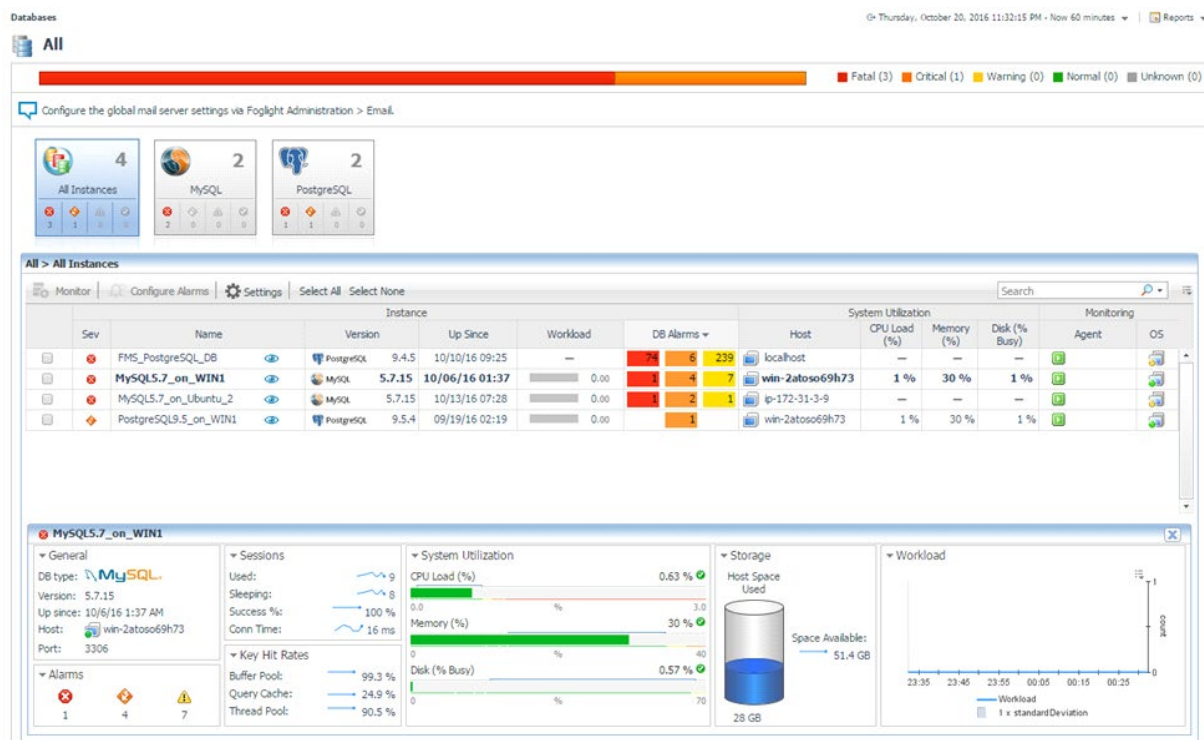 Databases
Thursday, October 20, 2016 11:32:15 PM - Now 60 minutes
Reports
All
Fatal (3) Critical (1) Warning (0) Normal (0) Unknown (0)
Configure the global mail server settings via Foglight Administration > Email.
4
All Instances
3 1 0 0
2
MySQL
2 0 0 0
2
PostgreSQL
1 1 0 0
All > All Instances
Monitor Configure Alarms Settings Select All Select None Search
Instance System Utilization Monitoring
Sev Name Version Up Since Workload DB Alarms Host CPU Load (%) Memory (%) Disk (% Busy) Agent OS
FMS_PostgreSQL_DB PostgreSQL 9.4.5 10/10/16 09:25 — 74 6 239 localhost — — —
MySQL5.7_on_WIN1 MySQL 5.7.15 10/06/16 01:37 0.00 1 4 7 win-2atoso69h73 1 % 30 % 1 %
MySQL5.7_on_Ubuntu_2 MySQL 5.7.15 10/13/16 07:28 0.00 1 2 1 ip-172-31-3-9 — — —
PostgreSQL9.5_on_WIN1 PostgreSQL 9.5.4 09/19/16 02:19 0.00 1 win-2atoso69h73 1 % 30 % 1 %
MySQL5.7_on_WIN1
General
DB type: MySQL
Version: 5.7.15
Up since: 10/6/16 1:37 AM
Host: win-2atoso69h73
Port: 3306
Alarms
1 4 7
Sessions
Used: 9
Sleeping: 8
Success %: 100 %
Conn Time: 16 ms
Key Hit Rates
Buffer Pool: 99.3 %
Query Cache: 24.9 %
Thread Pool: 90.5 %
System Utilization
CPU Load (%) 0.63 %
0.0 % 3.0
Memory (%) 30 %
0 % 40
Disk (% Busy) 0.57 %
0 % 70
Storage
Host Space Used
Space Available:
51.4 GB
28 GB
Workload
1
count
0
23:35 23:45 23:55 00:05 00:15 00:25
Workload
1 x standardDeviation